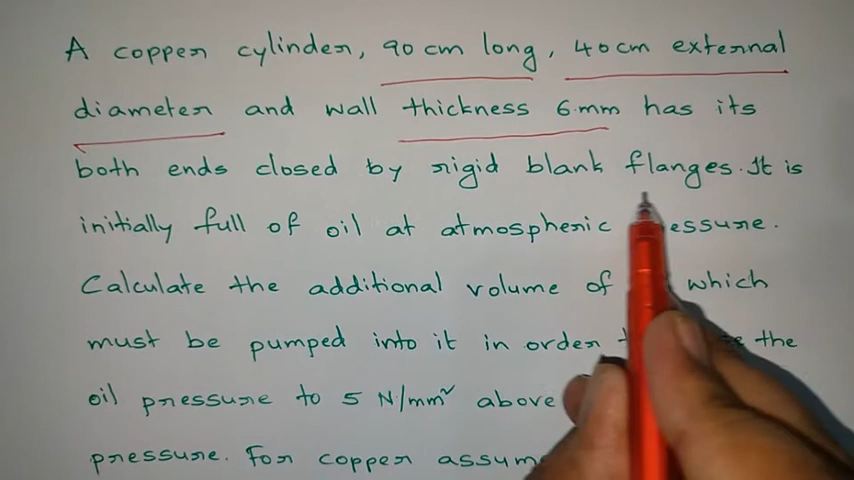 A copper cylinder, 90 cm long, 40cm external
diameter and wall thickness 6 mm has its
both ends closed by rigid blank flanges. It is
initially full of oil at atmospheric
Calculate the additional volume of which
must be pumped into it in order the
oil pressure to 5 N/mm² above
pressure. For copper